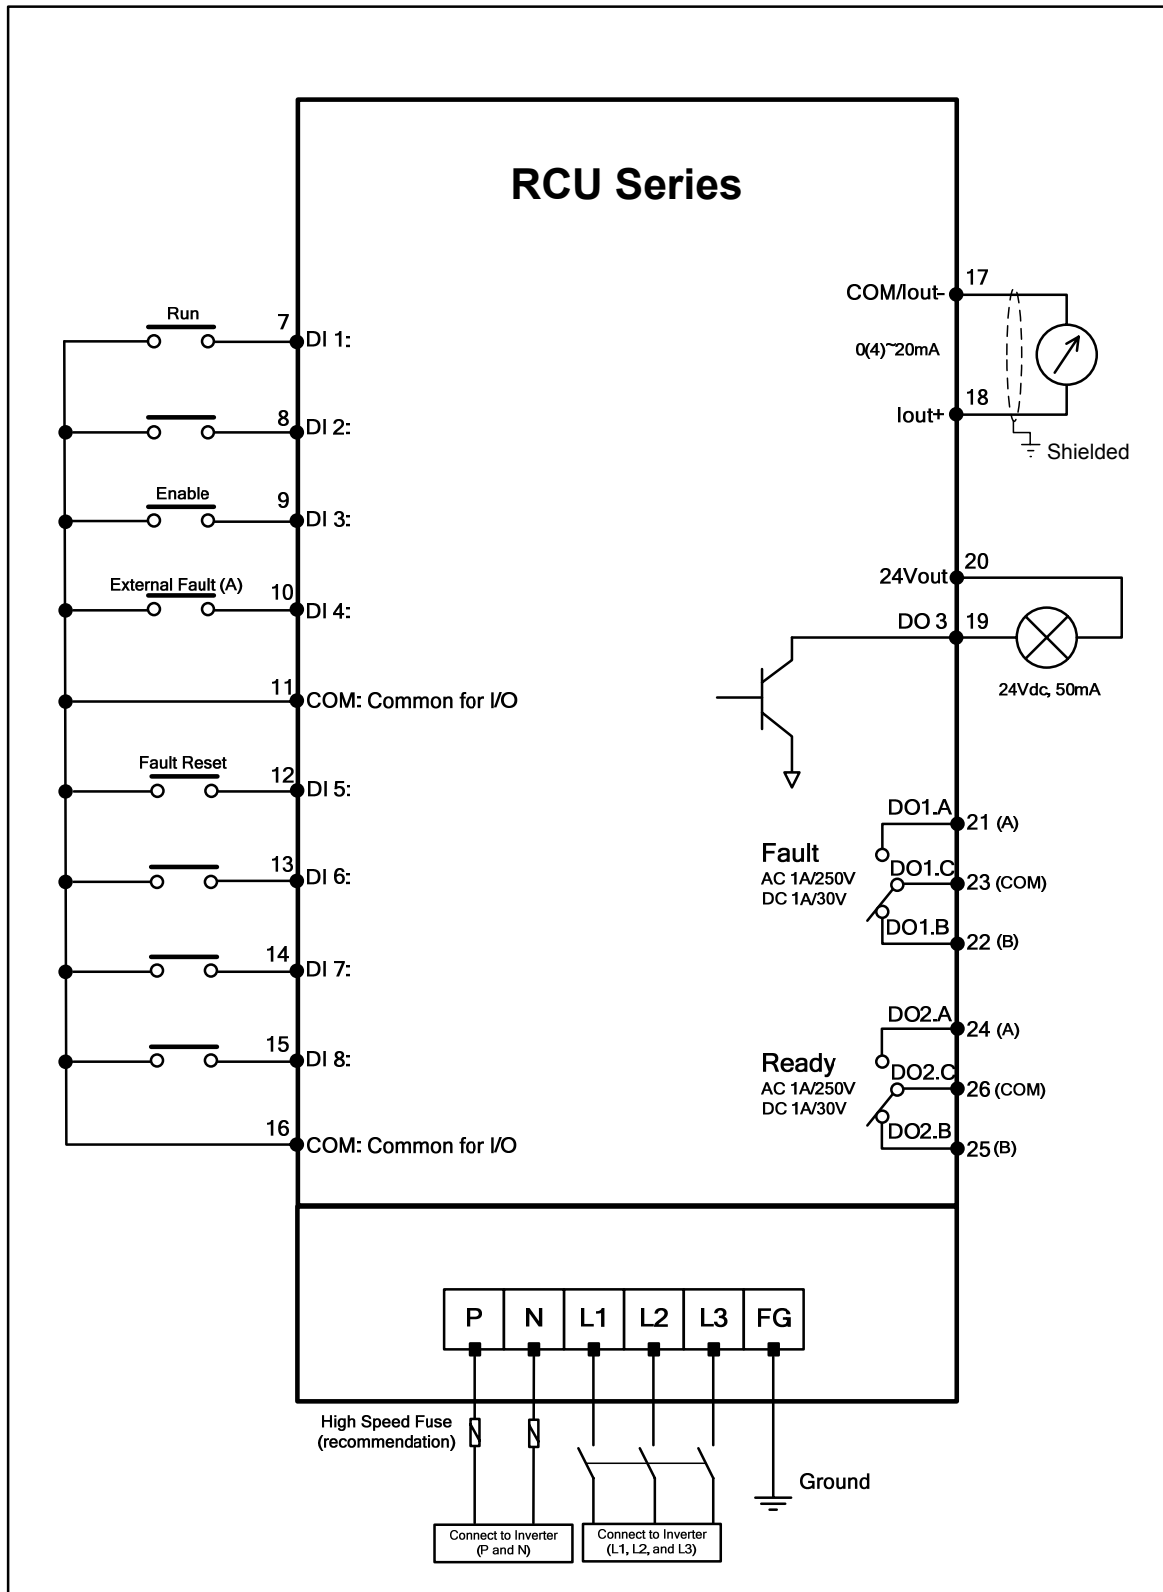 RCU Series
Run
7
DI 1:
8
DI 2:
Enable
9
DI 3:
External Fault (A)
10
DI 4:
11
COM: Common for I/O
Fault Reset
12
DI 5:
13
DI 6:
14
DI 7:
15
DI 8:
16
COM: Common for I/O
COM/Iout-
17
0(4)~20mA
Iout+
18
Shielded
24Vout
20
DO 3
19
24Vdc, 50mA
DO1.A
21 (A)
Fault
AC 1A/250V
DC 1A/30V
DO1.C
23 (COM)
DO1.B
22 (B)
DO2.A
24 (A)
Ready
AC 1A/250V
DC 1A/30V
DO2.C
26 (COM)
DO2.B
25 (B)
P N L1 L2 L3 FG
High Speed Fuse
(recommendation)
Ground
Connect to Inverter
(P and N)
Connect to Inverter
(L1, L2, and L3)